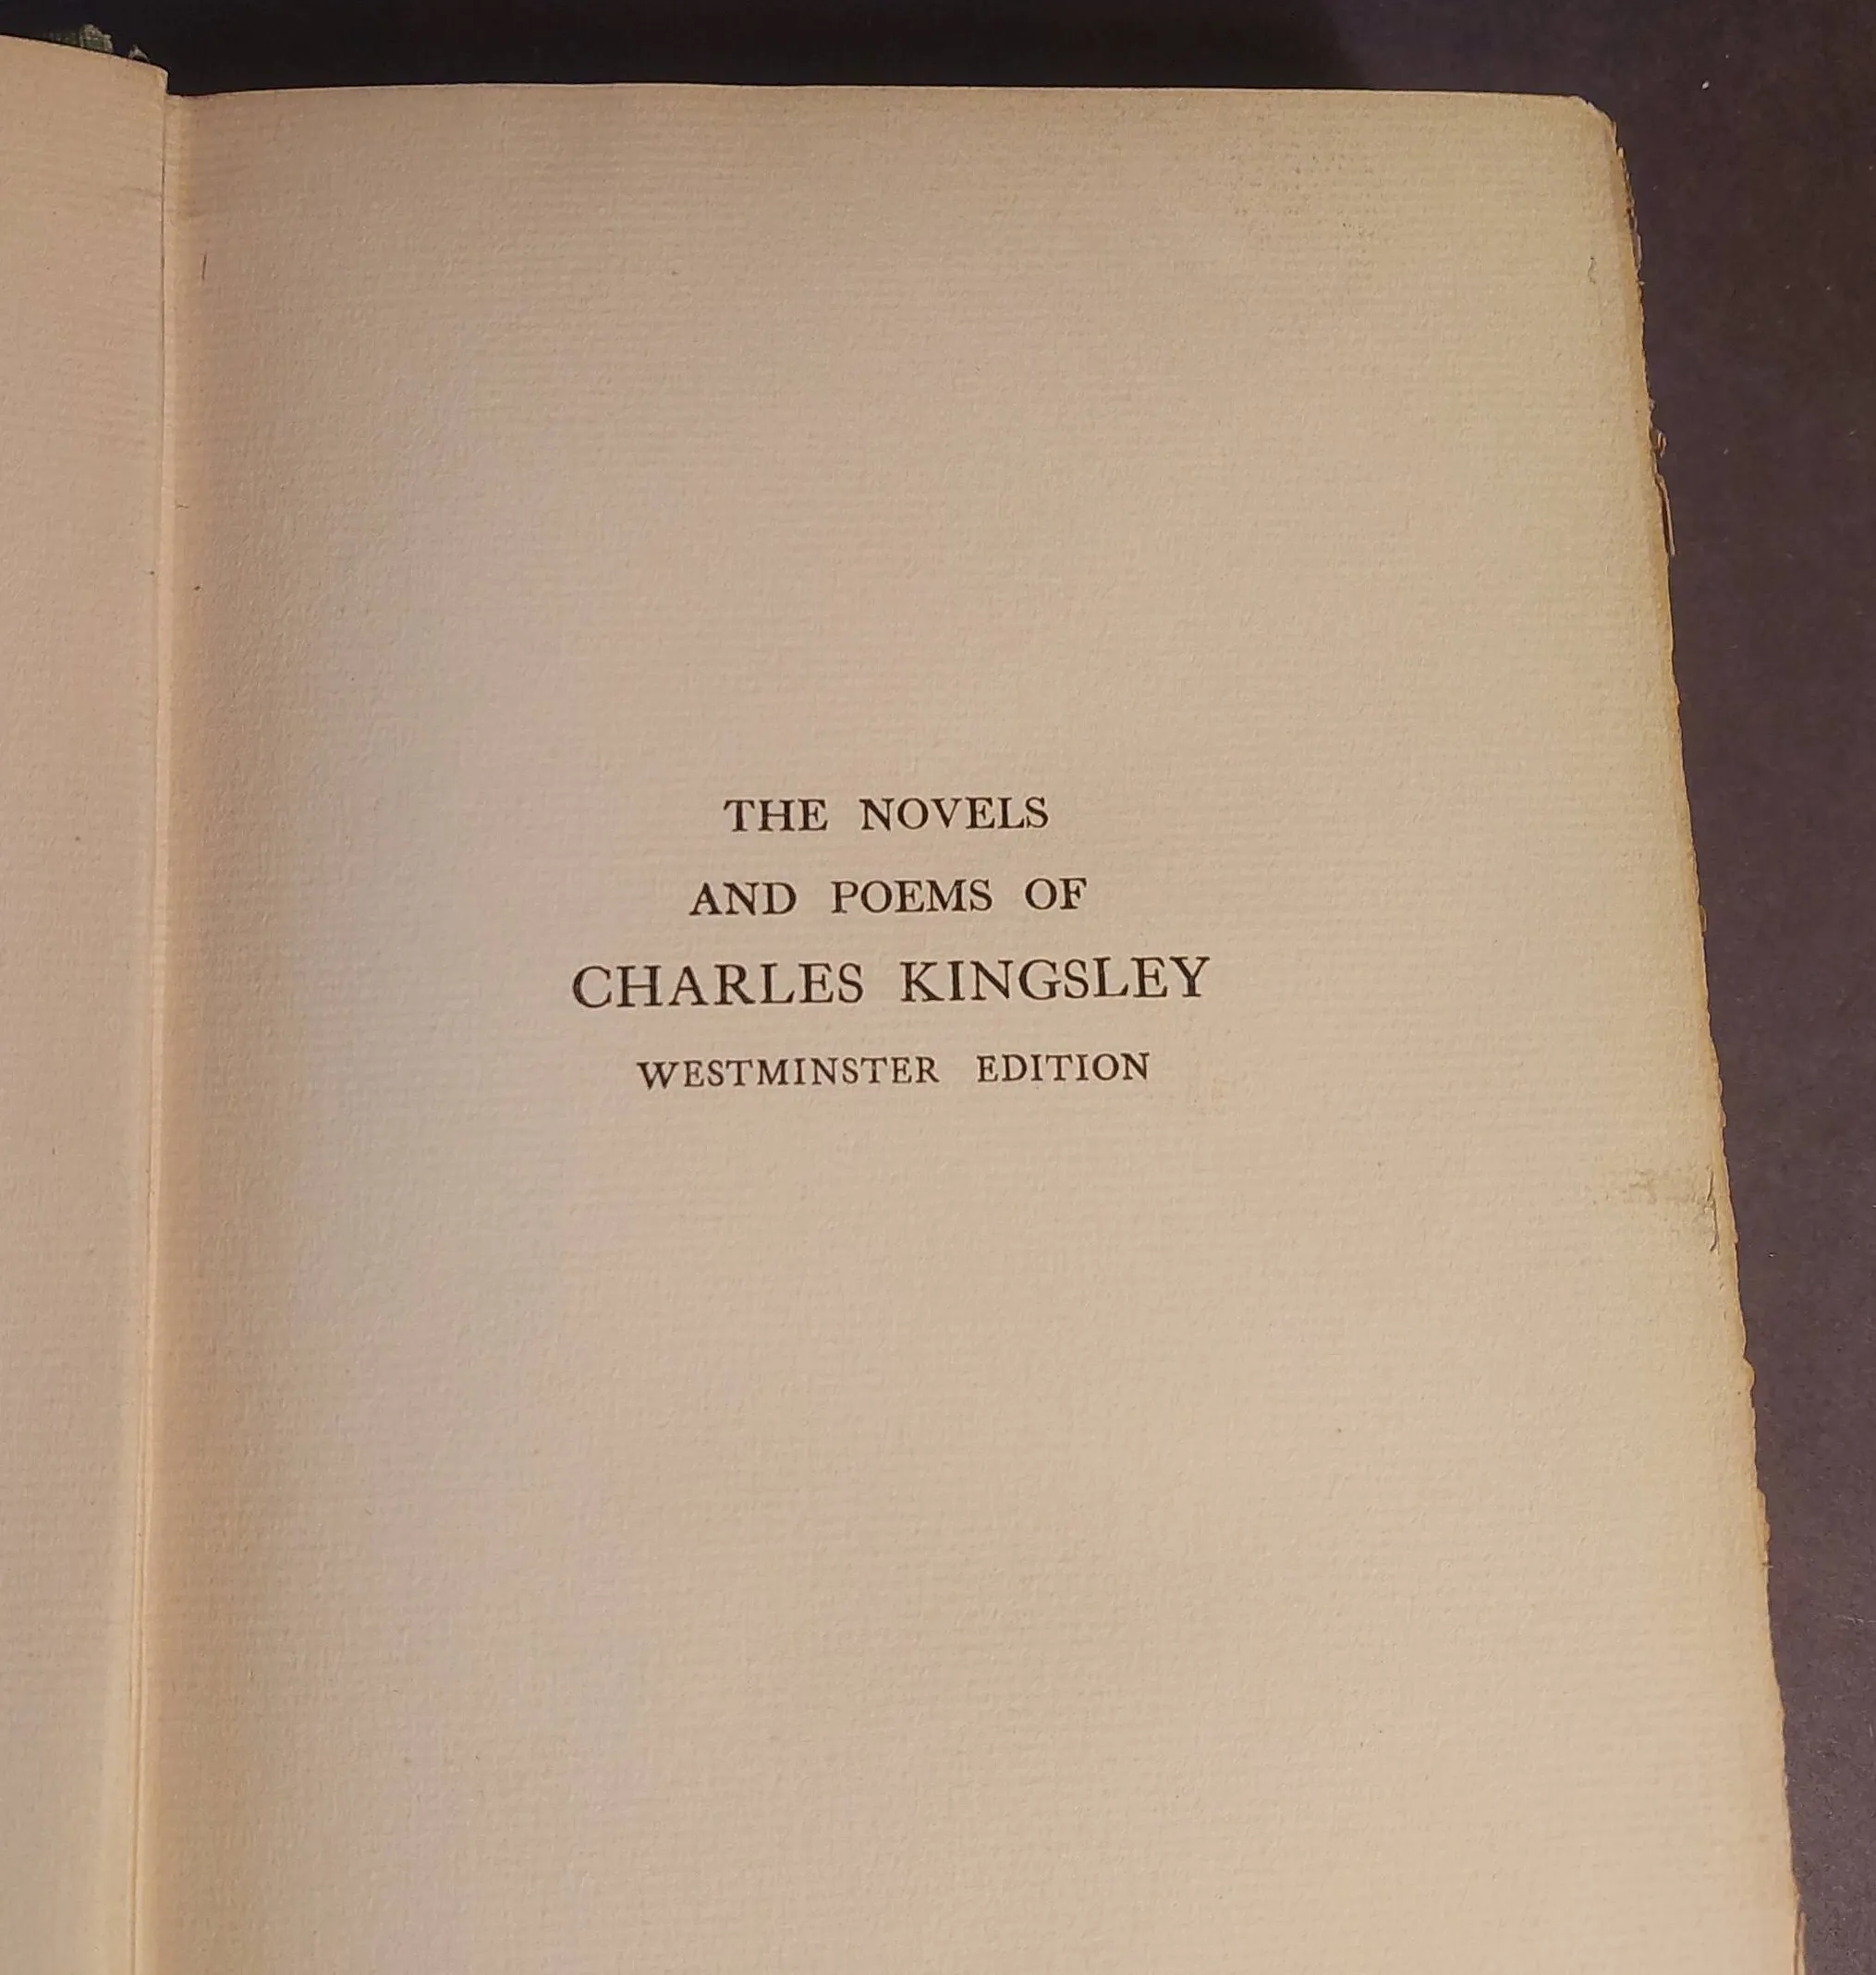 THE NOVELS
AND POEMS OF
CHARLES KINGSLEY
WESTMINSTER EDITION